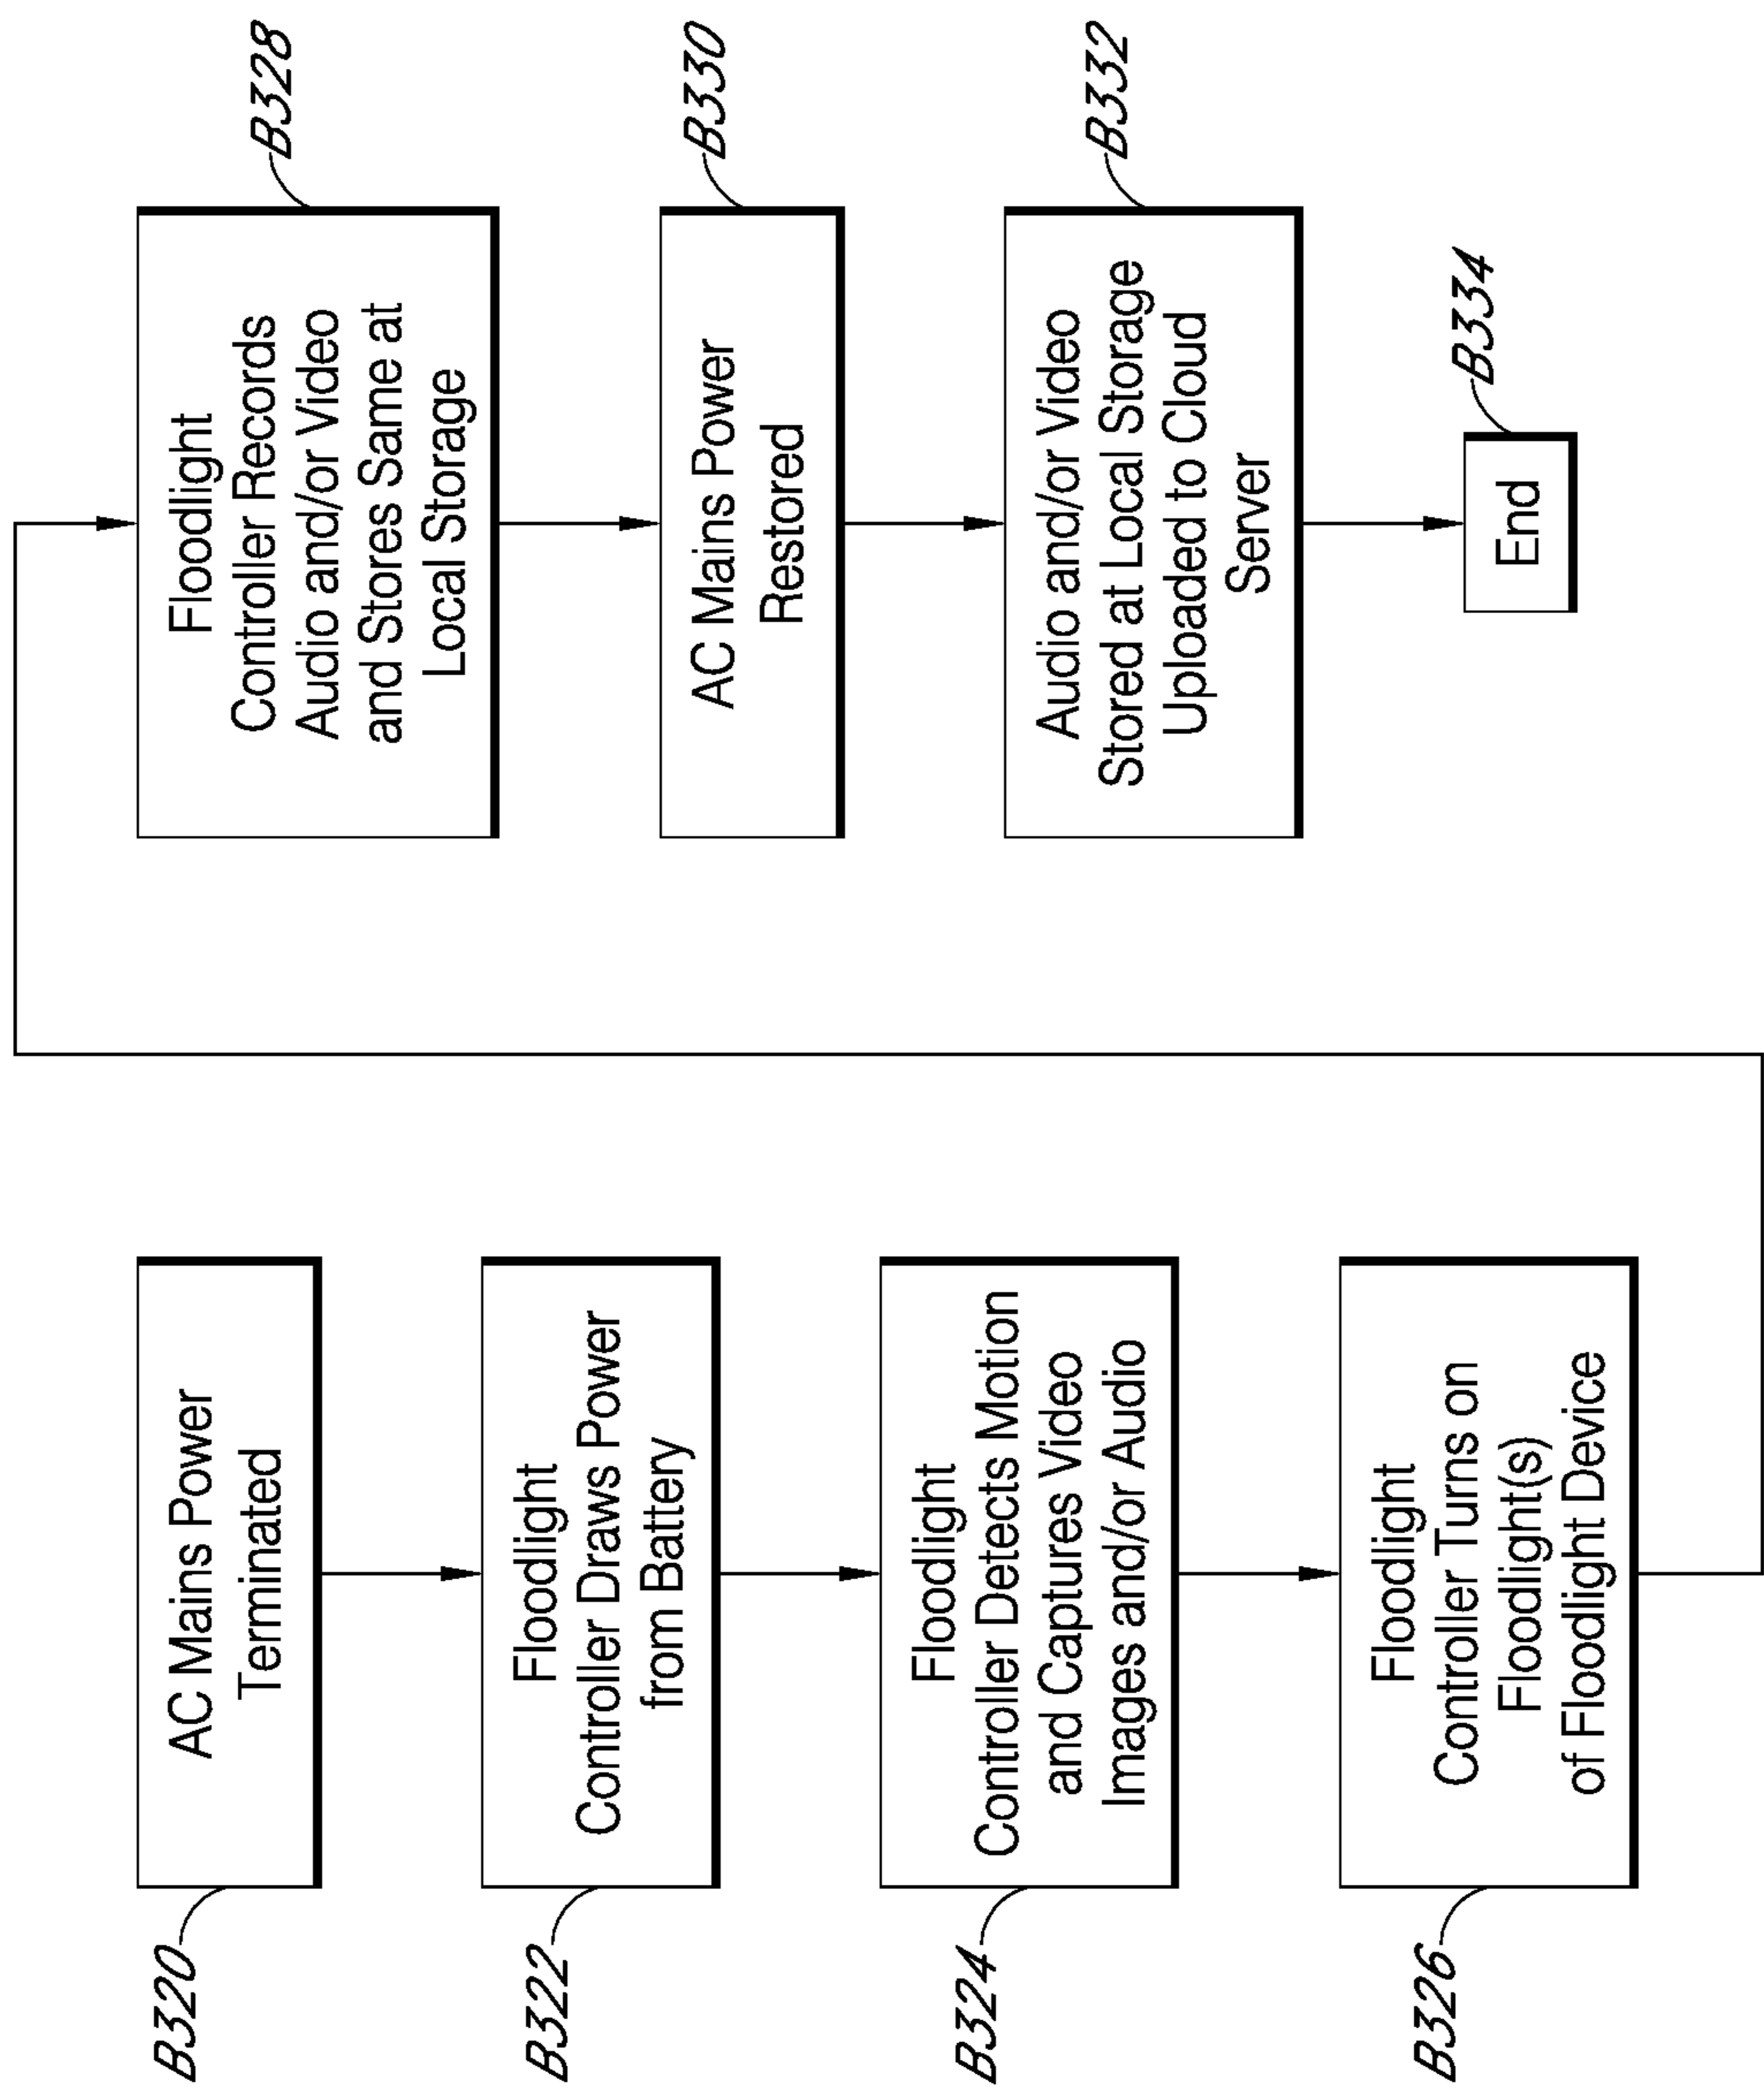 B320
AC Mains Power
Terminated
B322
Floodlight
Controller Draws Power
from Battery
B324
Floodlight
Controller Detects Motion
and Captures Video
Images and/or Audio
B326
Floodlight
Controller Turns on
Floodlight(s)
of Floodlight Device
B328
Floodlight
Controller Records
Audio and/or Video
and Stores Same at
Local Storage
B330
AC Mains Power
Restored
B332
Audio and/or Video
Stored at Local Storage
Uploaded to Cloud
Server
B334
End